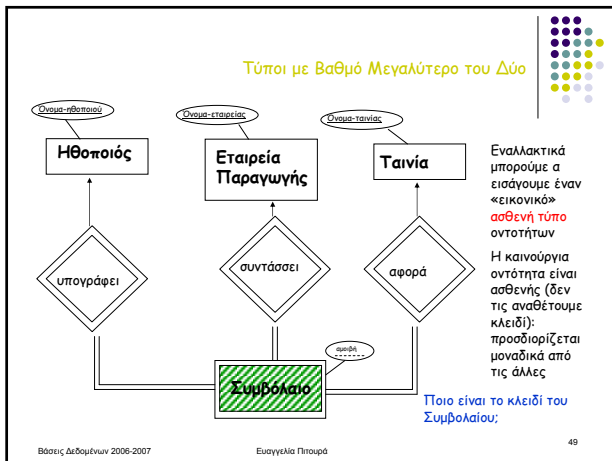 Τύποι με Βαθμό Μεγαλύτερο του Δύο
Όνομα-ηθοποιού
Όνομα-εταιρείας
Όνομα-ταινίας
Ηθοποιός
Εταιρεία
Παραγωγής
Ταινία
υπογράφει
συντάσσει
αφορά
αμοιβή
Συμβόλαιο
Εναλλακτικά
μπορούμε α
εισάγουμε έναν
«εικονικό»
ασθενή τύπο
οντοτήτων
Η καινούργια
οντότητα είναι
ασθενής (δεν
τις αναθέτουμε
κλειδί):
προσδιορίζεται
μοναδικά από
τις άλλες
Ποιο είναι το κλειδί του
Συμβολαίου;
Βάσεις Δεδομένων 2006-2007
Ευαγγελία Πιτουρά
49